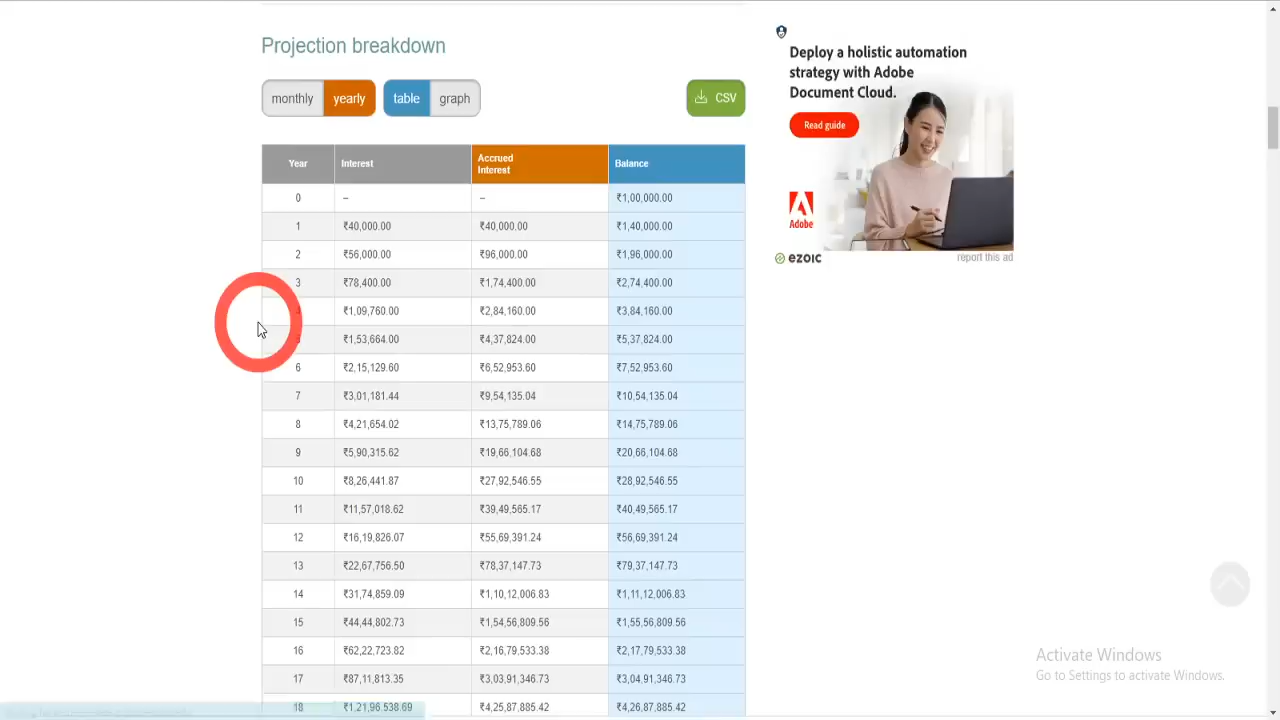 Projection breakdown
monthly yearly table graph CSV
Year Interest Accrued Interest Balance
0 – – ₹1,00,000.00
1 ₹40,000.00 ₹40,000.00 ₹1,40,000.00
2 ₹56,000.00 ₹96,000.00 ₹1,96,000.00
3 ₹78,400.00 ₹1,74,400.00 ₹2,74,400.00
4 ₹1,09,760.00 ₹2,84,160.00 ₹3,84,160.00
5 ₹1,53,664.00 ₹4,37,824.00 ₹5,37,824.00
6 ₹2,15,129.60 ₹6,52,953.60 ₹7,52,953.60
7 ₹3,01,181.44 ₹9,54,135.04 ₹10,54,135.04
8 ₹4,21,654.02 ₹13,75,789.06 ₹14,75,789.06
9 ₹5,90,315.62 ₹19,66,104.68 ₹20,66,104.68
10 ₹8,26,441.87 ₹27,92,546.55 ₹28,92,546.55
11 ₹11,57,018.62 ₹39,49,565.17 ₹40,49,565.17
12 ₹16,19,826.07 ₹55,69,391.24 ₹56,69,391.24
13 ₹22,67,756.50 ₹78,37,147.73 ₹79,37,147.73
14 ₹31,74,859.09 ₹1,10,12,006.83 ₹1,11,12,006.83
15 ₹44,44,802.73 ₹1,54,56,809.56 ₹1,55,56,809.56
16 ₹62,22,723.82 ₹2,16,79,533.38 ₹2,17,79,533.38
17 ₹87,11,813.35 ₹3,03,91,346.73 ₹3,04,91,346.73
18 ₹1,21,96,538.69 ₹4,25,87,885.42 ₹4,26,87,885.42
Deploy a holistic automation
strategy with Adobe
Document Cloud.
Read guide
Adobe
ezoic report this ad
Activate Windows
Go to Settings to activate Windows.